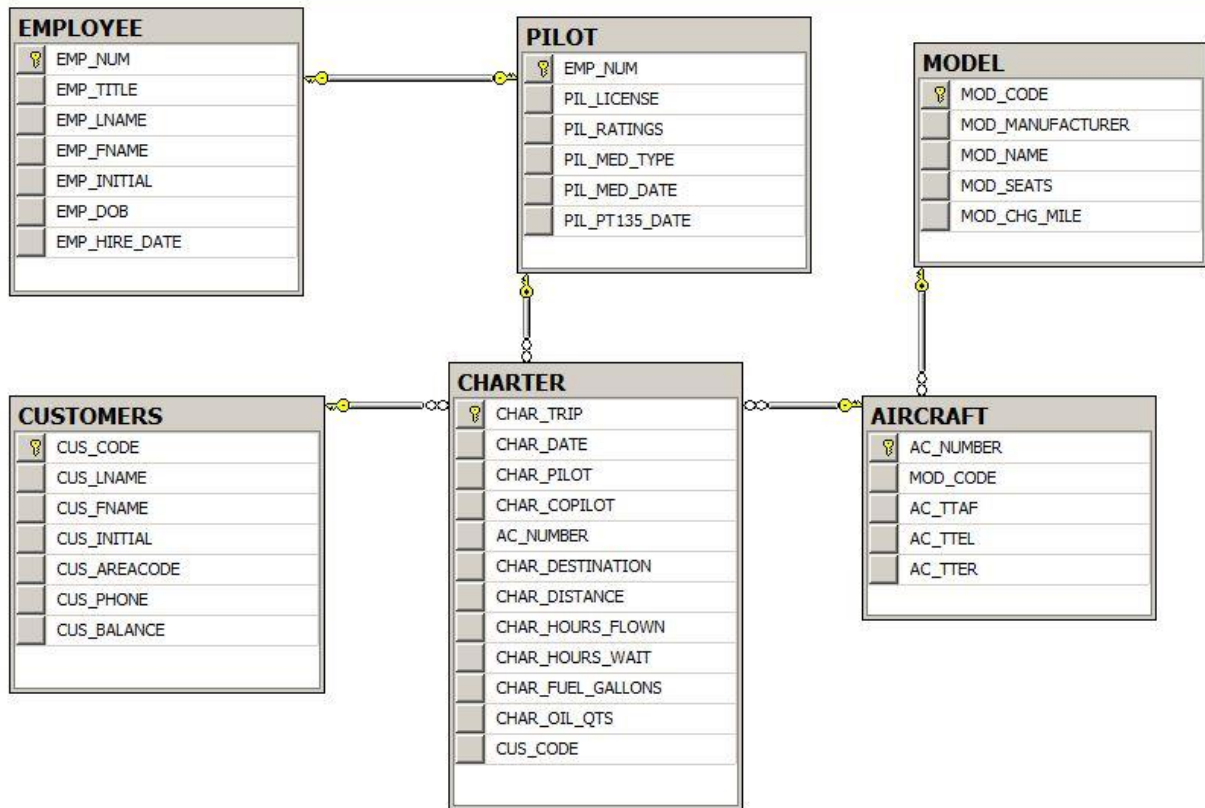 EMPLOYEE
EMP_NUM
EMP_TITLE
EMP_LNAME
EMP_FNAME
EMP_INITIAL
EMP_DOB
EMP_HIRE_DATE
PILOT
EMP_NUM
PIL_LICENSE
PIL_RATINGS
PIL_MED_TYPE
PIL_MED_DATE
PIL_PT135_DATE
MODEL
MOD_CODE
MOD_MANUFACTURER
MOD_NAME
MOD_SEATS
MOD_CHG_MILE
CUSTOMERS
CUS_CODE
CUS_LNAME
CUS_FNAME
CUS_INITIAL
CUS_AREACODE
CUS_PHONE
CUS_BALANCE
CHARTER
CHAR_TRIP
CHAR_DATE
CHAR_PILOT
CHAR_COPILOT
AC_NUMBER
CHAR_DESTINATION
CHAR_DISTANCE
CHAR_HOURS_FLOWN
CHAR_HOURS_WAIT
CHAR_FUEL_GALLONS
CHAR_OIL_QTS
CUS_CODE
AIRCRAFT
AC_NUMBER
MOD_CODE
AC_TTAF
AC_TTEL
AC_TTER